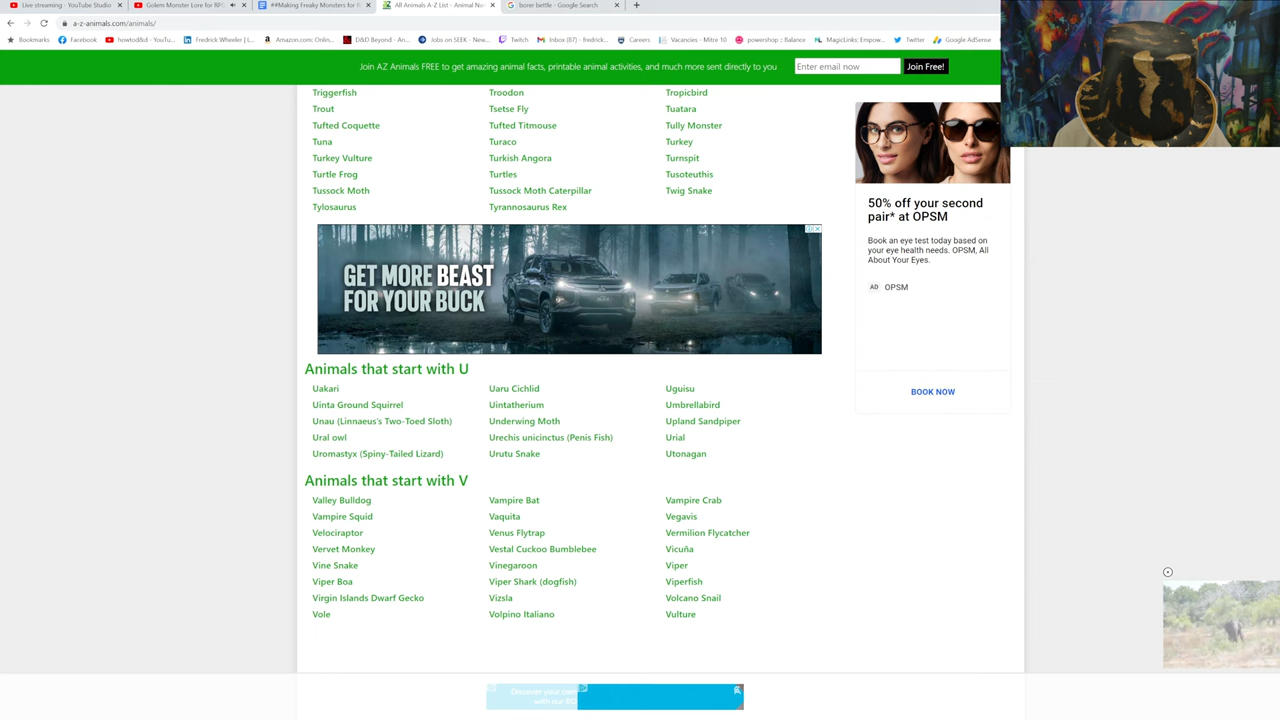 Live streaming - YouTube Studio
Golem Monster Lore for RPG
##Making Freaky Monsters for R
All Animals A-Z List - Animal Na
borer bettle - Google Search
a-z-animals.com/animals/
Bookmarks
Facebook
howtod&d - YouTu...
Fredrick Wheeler | L...
Amazon.com: Onlin...
D&D Beyond - An...
Jobs on SEEK - New...
Twitch
Inbox (87) - fredrick...
Careers
Vacancies - Mitre 10
powershop :: Balance
MagicLinks: Empow...
Twitter
Google AdSense
Join AZ Animals FREE to get amazing animal facts, printable animal activities, and much more sent directly to you
Enter email now
Join Free!
Triggerfish Troodon Tropicbird
Trout Tsetse Fly Tuatara
Tufted Coquette Tufted Titmouse Tully Monster
Tuna Turaco Turkey
Turkey Vulture Turkish Angora Turnspit
Turtle Frog Turtles Tusoteuthis
Tussock Moth Tussock Moth Caterpillar Twig Snake
Tylosaurus Tyrannosaurus Rex
GET MORE BEAST
FOR YOUR BUCK
50% off your second
pair* at OPSM
Book an eye test today based on
your eye health needs. OPSM, All
About Your Eyes.
AD OPSM
BOOK NOW
Animals that start with U
Uakari Uaru Cichlid Uguisu
Uinta Ground Squirrel Uintatherium Umbrellabird
Unau (Linnaeus's Two-Toed Sloth) Underwing Moth Upland Sandpiper
Ural owl Urechis unicinctus (Penis Fish) Urial
Uromastyx (Spiny-Tailed Lizard) Urutu Snake Utonagan
Animals that start with V
Valley Bulldog Vampire Bat Vampire Crab
Vampire Squid Vaquita Vegavis
Velociraptor Venus Flytrap Vermilion Flycatcher
Vervet Monkey Vestal Cuckoo Bumblebee Vicuña
Vine Snake Vinegaroon Viper
Viper Boa Viper Shark (dogfish) Viperfish
Virgin Islands Dwarf Gecko Vizsla Volcano Snail
Vole Volpino Italiano Vulture
Discover your own
with our